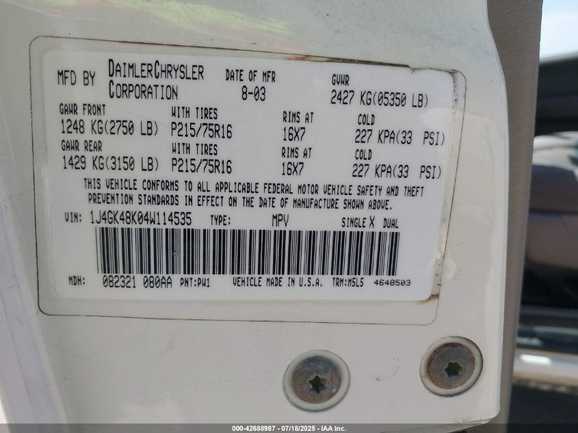 MFD BY DAIMLERCHRYSLER CORPORATION DATE OF MFR 8-03 GVWR 2427 KG(05350 LB)
GAWR FRONT WITH TIRES RIMS AT COLD
1248 KG(2750 LB) P215/75R16 16X7 227 KPA(33 PSI)
GAWR REAR WITH TIRES RIMS AT COLD
1429 KG(3150 LB) P215/75R16 16X7 227 KPA(33 PSI)
THIS VEHICLE CONFORMS TO ALL APPLICABLE FEDERAL MOTOR VEHICLE SAFETY AND THEFT
PREVENTION STANDARDS IN EFFECT ON THE DATE OF MANUFACTURE SHOWN ABOVE.
VIN: 1J4GK48K04W114535 TYPE: MPV SINGLE X DUAL
MDH: 082321 080AA PNT:PW1 VEHICLE MADE IN U.S.A. TRM:MSL5 4648503
000-42688987 - 07/18/2025 - IAA Inc.